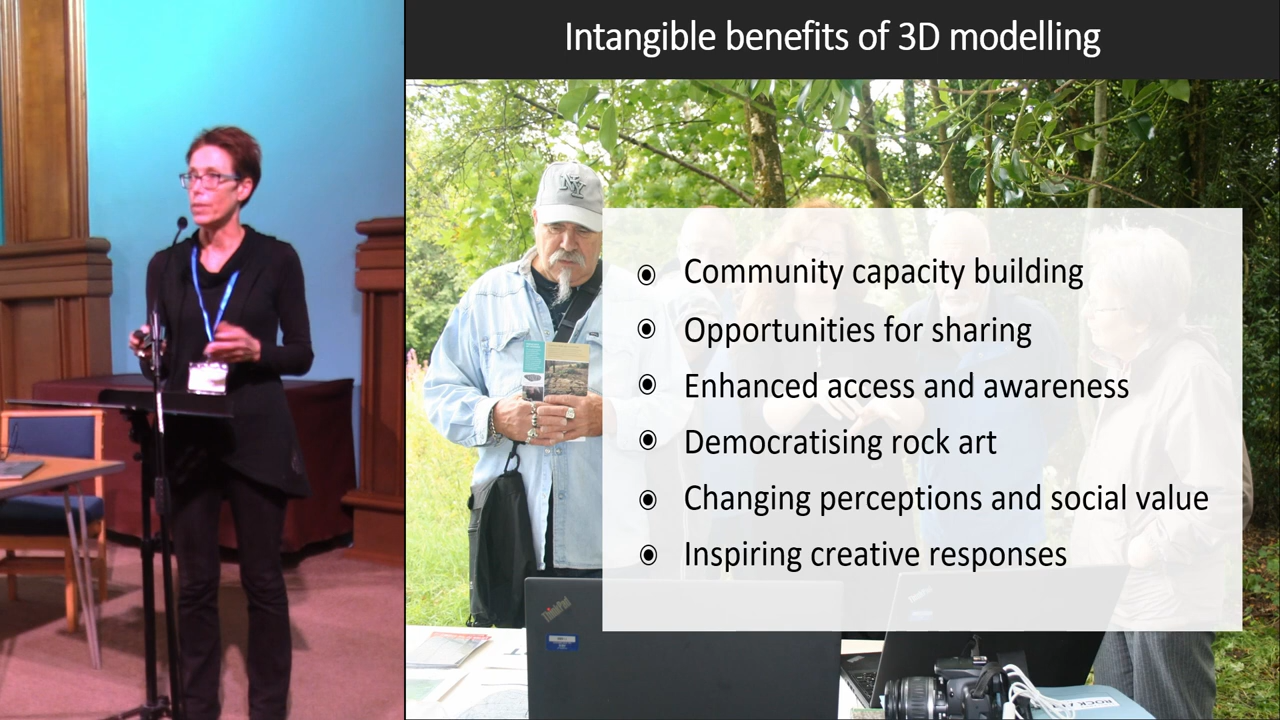 Intangible benefits of 3D modelling
NY
Community capacity building
Opportunities for sharing
Enhanced access and awareness
Democratising rock art
Changing perceptions and social value
Inspiring creative responses
ThinkPad